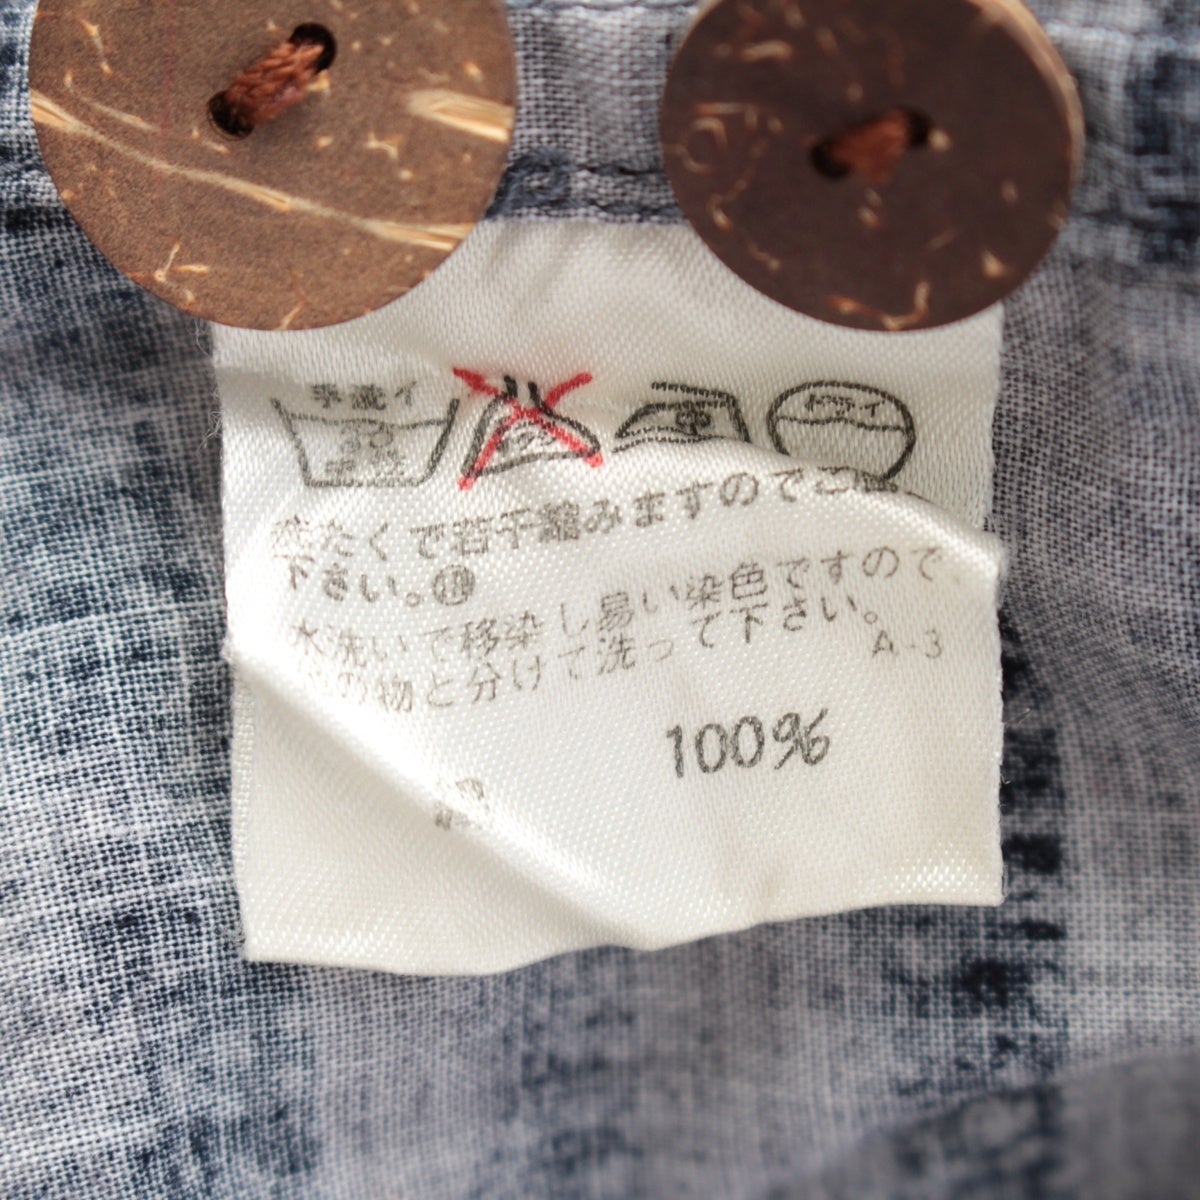 手洗イ
30
ドライ
洗たくで若干縮みますのでご
下さい。
水洗いで移染し易い染色ですので
の物と分けて洗って下さい。
A-3
100%